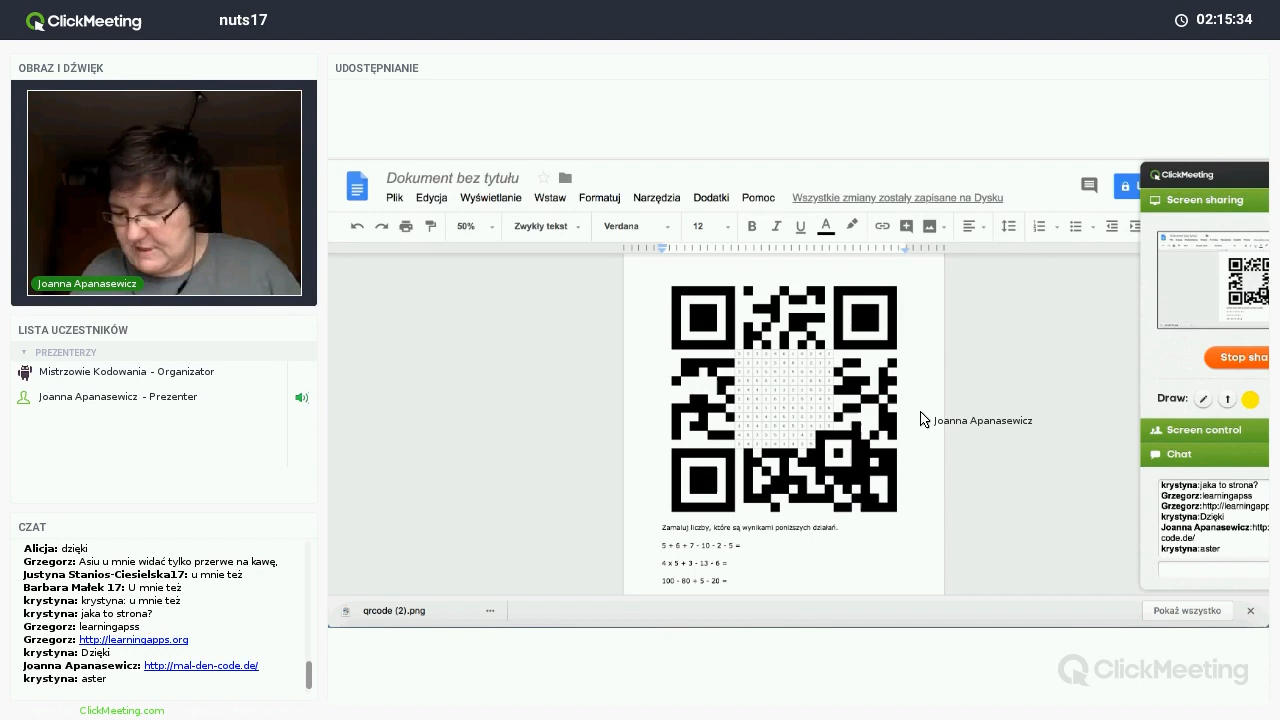 ClickMeeting
nuts17
02:15:34
OBRAZ I DŹWIĘK
Joanna Apanasewicz
LISTA UCZESTNIKÓW
PREZENTERZY
Mistrzowie Kodowania - Organizator
Joanna Apanasewicz - Prezenter
CZAT
Alicja: dzięki
Grzegorz: Asiu u mnie widać tylko przerwe na kawę,
Justyna Stanios-Ciesielska17: u mnie też
Barbara Małek 17: U mnie też
krystyna: krystyna: u mnie też
krystyna: jaka to strona?
Grzegorz: learningapss
Grzegorz: http://learningapps.org
krystyna: Dzięki
Joanna Apanasewicz: http://mal-den-code.de/
krystyna: aster
ClickMeeting.com
UDOSTĘPNIANIE
Dokument bez tytułu
Plik Edycja Wyświetlanie Wstaw Formatuj Narzędzia Dodatki Pomoc Wszystkie zmiany zostały zapisane na Dysku
50% Zwykły tekst Verdana 12 B I U A
Zamaluj liczby, które są wynikami poniższych działań.
5 + 6 + 7 - 10 - 2 - 5 =
4 x 5 + 3 - 13 - 6 =
100 - 80 + 5 - 20 =
Joanna Apanasewicz
qrcode (2).png
Pokaż wszystko
ClickMeeting
Screen sharing
Stop sha
Draw:
Screen control
Chat
krystyna:jaka to strona?
Grzegorz:learningapss
Grzegorz:http://learningapp
krystyna:Dzięki
Joanna Apanasewicz:http:
code.de/
krystyna:aster
ClickMeeting